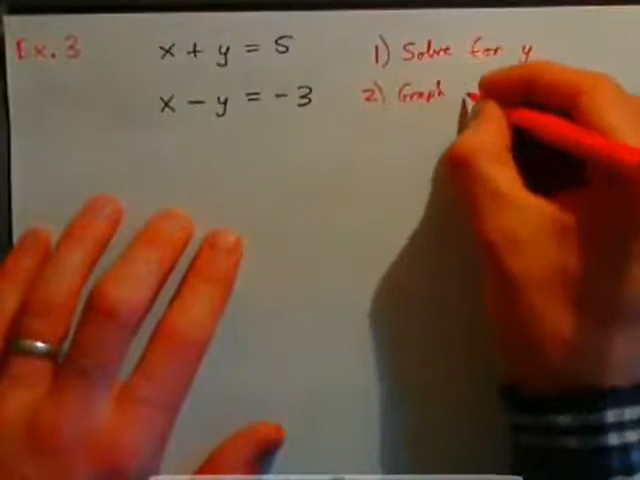 Ex. 3
x + y = 5
x - y = -3
1) Solve for y
2) Graph